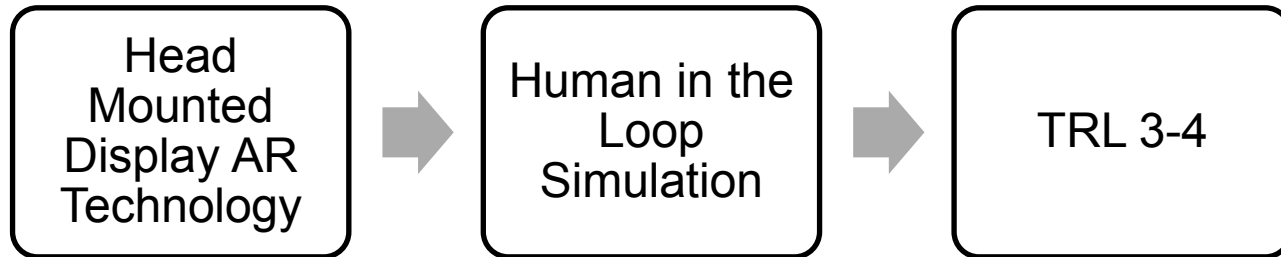 Head
Mounted
Display AR
Technology
Human in the
Loop
Simulation
TRL 3-4